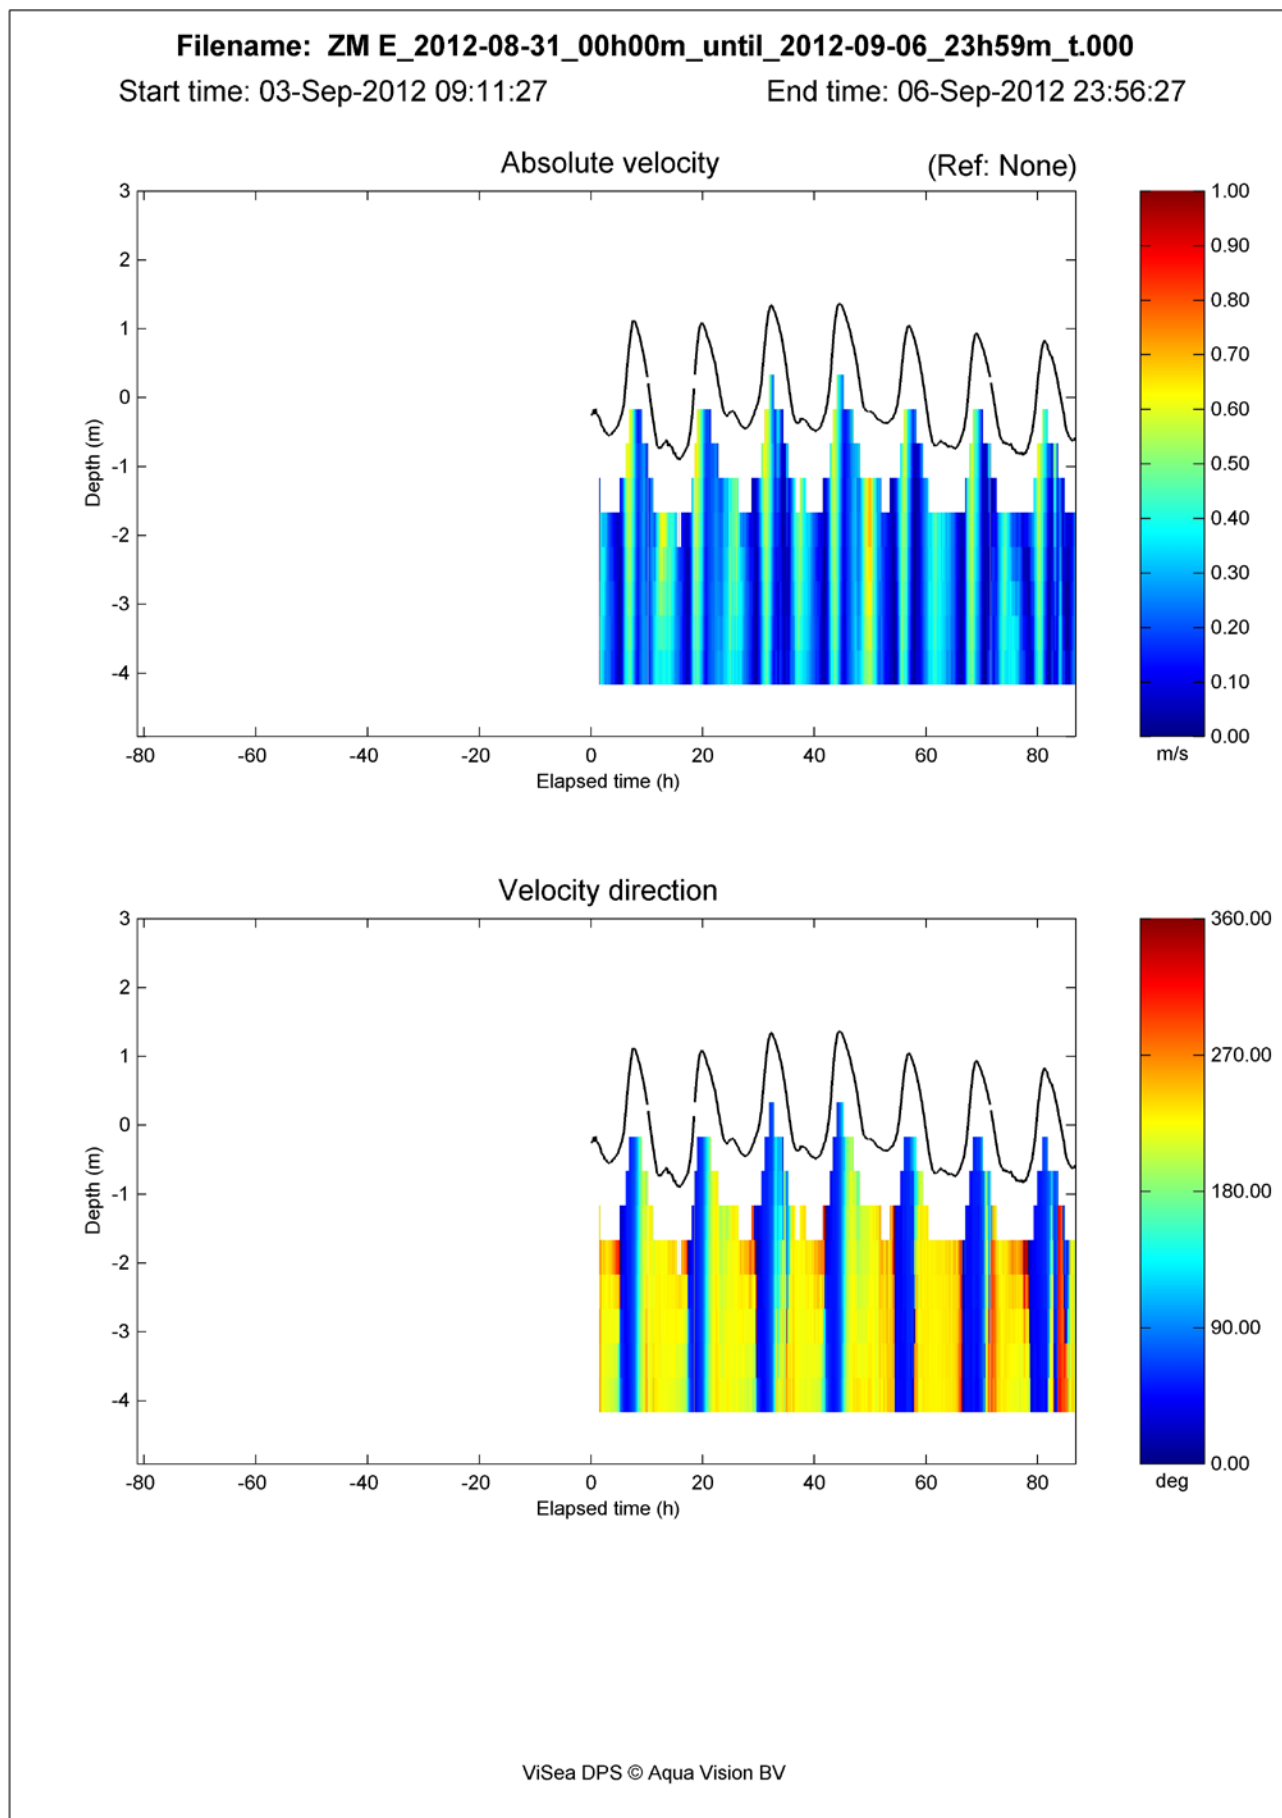 Filename:  ZM E_2012-08-31_00h00m_until_2012-09-06_23h59m_t.000
Start time: 03-Sep-2012 09:11:27 End time: 06-Sep-2012 23:56:27
Absolute velocity (Ref: None)
3
2
1
0
-1
-2
-3
-4
Depth (m)
-80 -60 -40 -20 0 20 40 60 80
Elapsed time (h)
1.00
0.90
0.80
0.70
0.60
0.50
0.40
0.30
0.20
0.10
0.00
m/s
Velocity direction
3
2
1
0
-1
-2
-3
-4
Depth (m)
-80 -60 -40 -20 0 20 40 60 80
Elapsed time (h)
360.00
270.00
180.00
90.00
0.00
deg
ViSea DPS © Aqua Vision BV